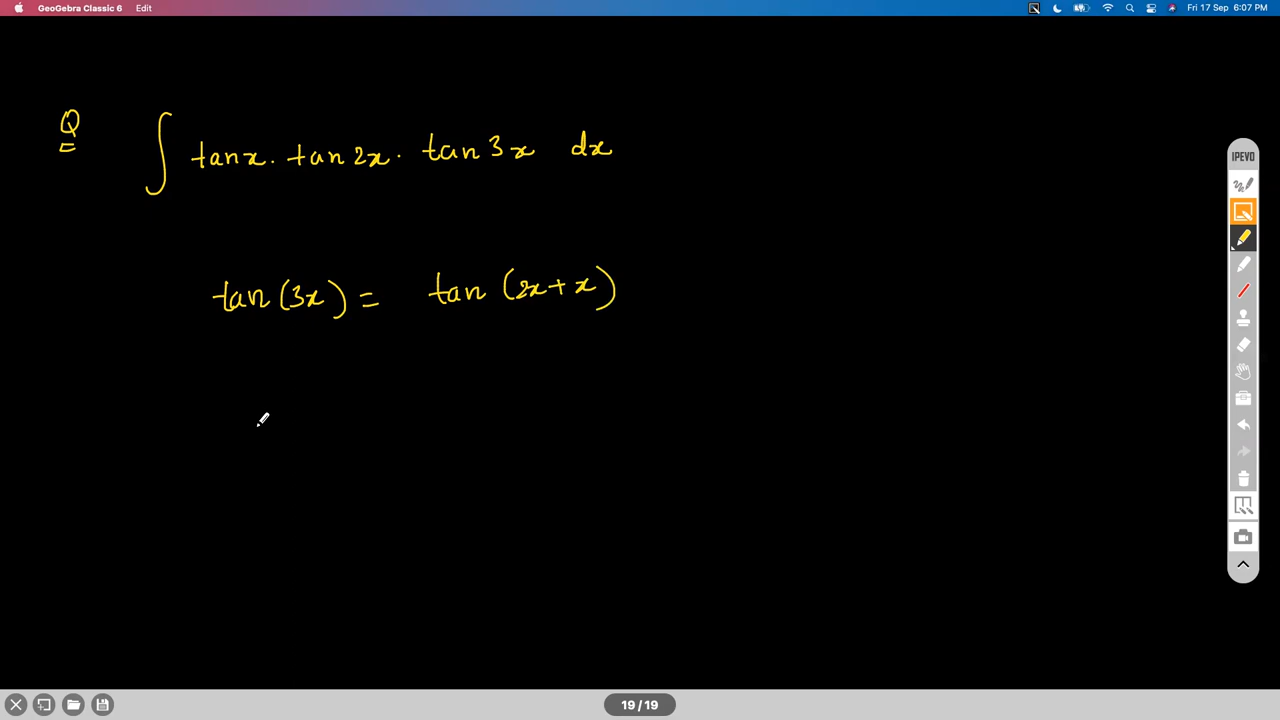 GeoGebra Classic 6 Edit Fri 17 Sep 6:07 PM
Q ∫ tanx · tan 2x · tan 3x dx
IPEVO
tan (3x) = tan (2x + x)
19 / 19